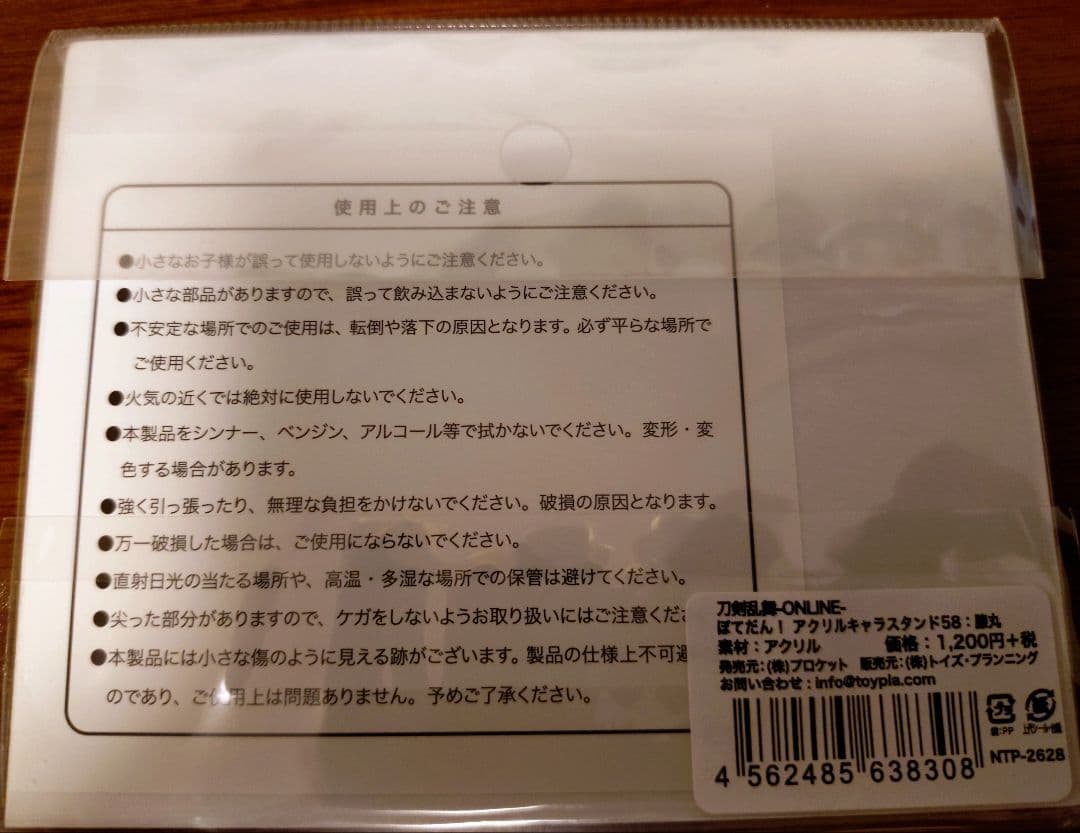 使用上のご注意
●小さなお子様が誤って使用しないようにご注意ください。
●小さな部品がありますので、誤って飲み込まないようにご注意ください。
●不安定な場所でのご使用は、転倒や落下の原因となります。必ず平らな場所で
ご使用ください。
●火気の近くでは絶対に使用しないでください。
●本製品をシンナー、ベンジン、アルコール等で拭かないでください。変形・変
色する場合があります。
●強く引っ張ったり、無理な負担をかけないでください。破損の原因となります。
●万一破損した場合は、ご使用にならないでください。
●直射日光の当たる場所や、高温・多湿な場所での保管は避けてください。
●尖った部分がありますので、ケガをしないようお取り扱いにはご注意くださ
●本製品には小さな傷のように見える跡がございます。製品の仕様上不可避
のであり、ご使用上は問題ありません。予めご了承ください。
刀剣乱舞-ONLINE-
ぽてだん！ アクリルキャラスタンド58：膝丸
素材：アクリル 価格：1,200円+税
発売元：(株)ブロケット 販売元：(株)トイズ・プランニング
お問い合わせ：info@toypla.com
袋:PP
4 562485 638308
NTP-2628